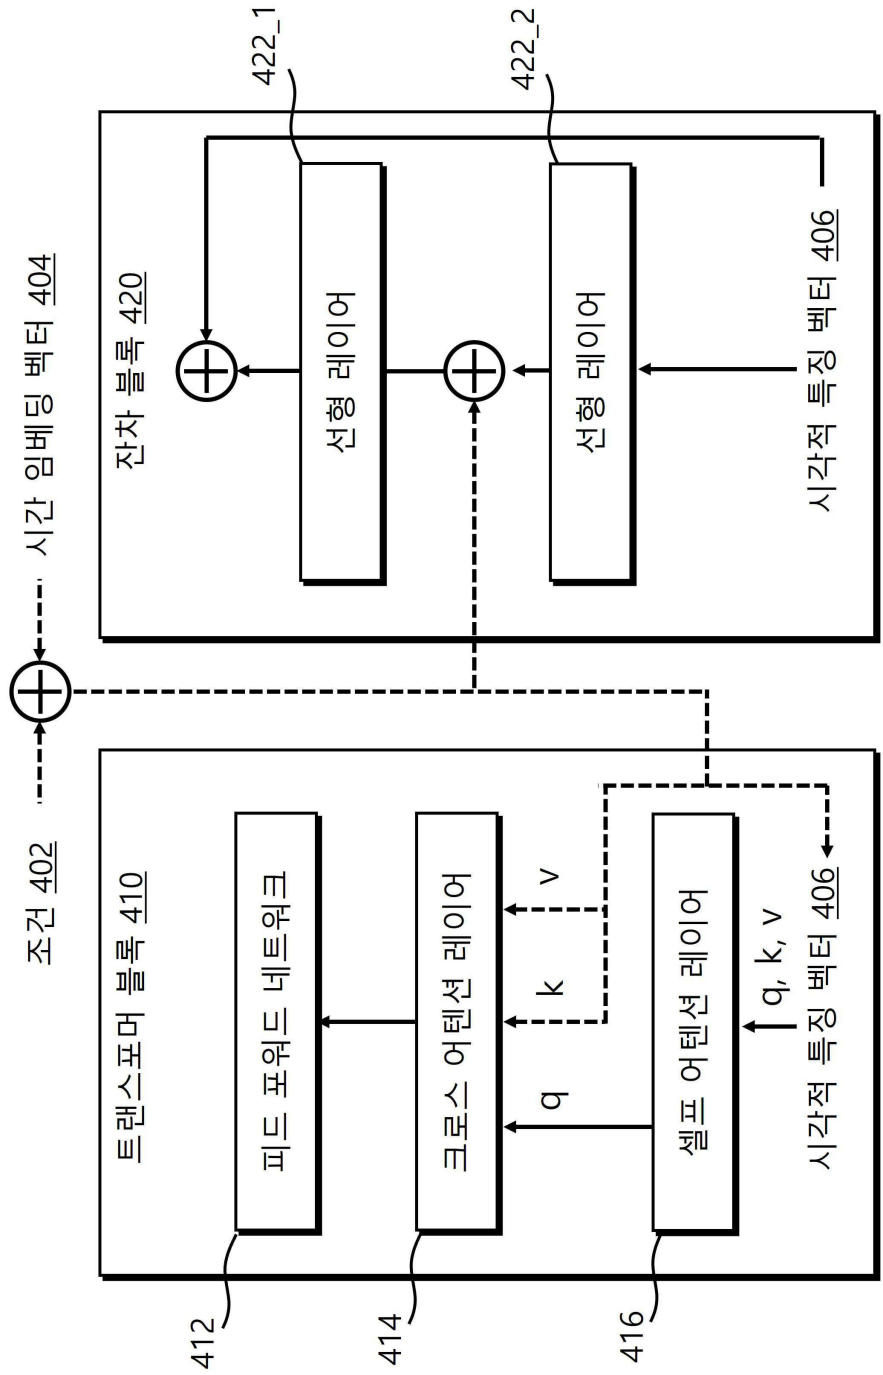 조건 402
시간 임베딩 벡터 404
트랜스포머 블록 410
412
피드 포워드 네트워크
414
크로스 어텐션 레이어
q
k
v
416
셀프 어텐션 레이어
q, k, v
시각적 특징 벡터 406
잔차 블록 420
422_1
선형 레이어
422_2
선형 레이어
시각적 특징 벡터 406